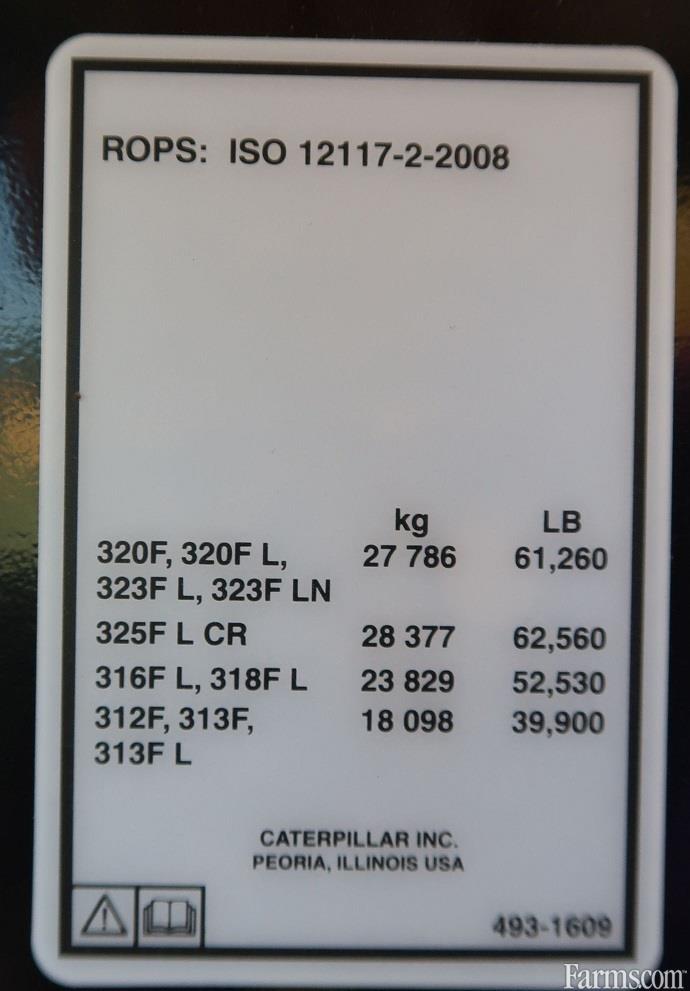 ROPS: ISO 12117-2-2008
kg LB
320F, 320F L, 27 786 61,260
323F L, 323F LN
325F L CR 28 377 62,560
316F L, 318F L 23 829 52,530
312F, 313F, 18 098 39,900
313F L
CATERPILLAR INC.
PEORIA, ILLINOIS USA
493-1609
Farms.com